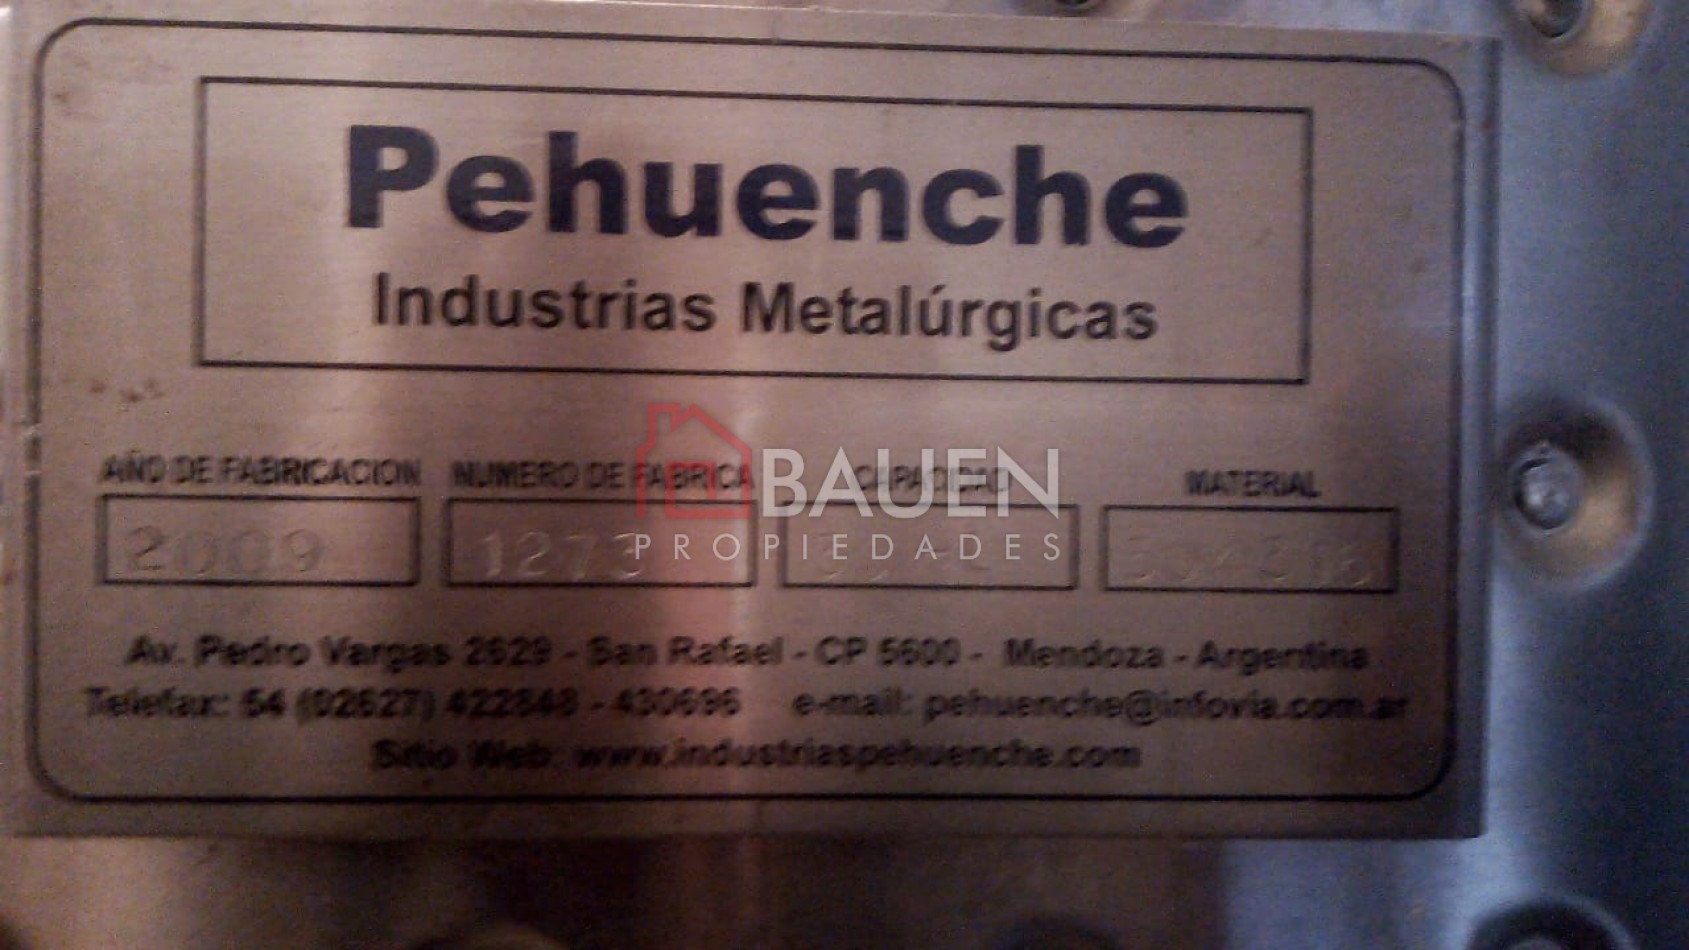 Pehuenche
Industrias Metalúrgicas
AÑO DE FABRICACION NUMERO DE FABRICA CAPACIDAD MATERIAL
2009 1273
BAUEN
PROPIEDADES
Av. Pedro Vargas 2629 - San Rafael - CP 5600 - Mendoza - Argentina
Telefax: 54 (02627) 422848 - 430696 e-mail: pehuenche@infovia.com.ar
Sitio Web: www.industriaspehuenche.com